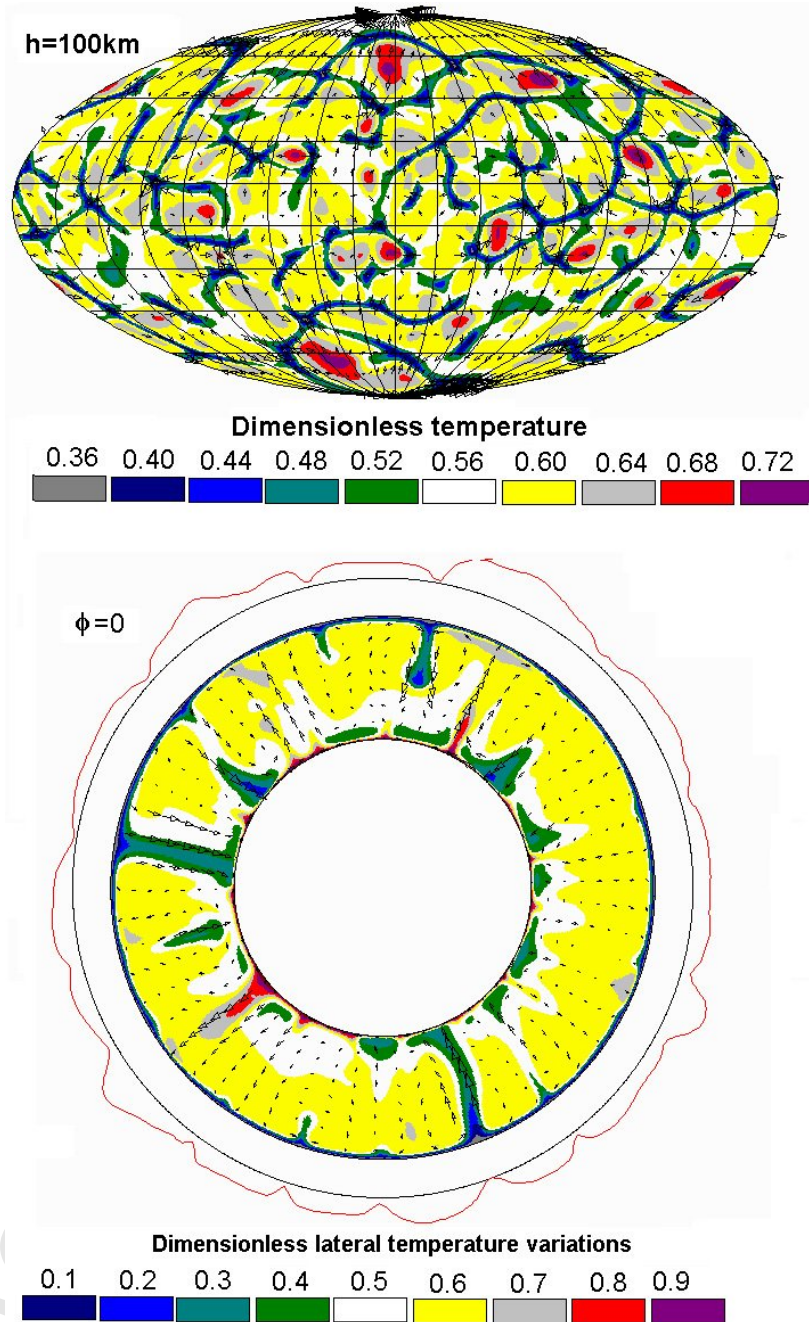 h=100km
Dimensionless temperature
0.36 0.40 0.44 0.48 0.52 0.56 0.60 0.64 0.68 0.72
ϕ=0
Dimensionless lateral temperature variations
0.1 0.2 0.3 0.4 0.5 0.6 0.7 0.8 0.9